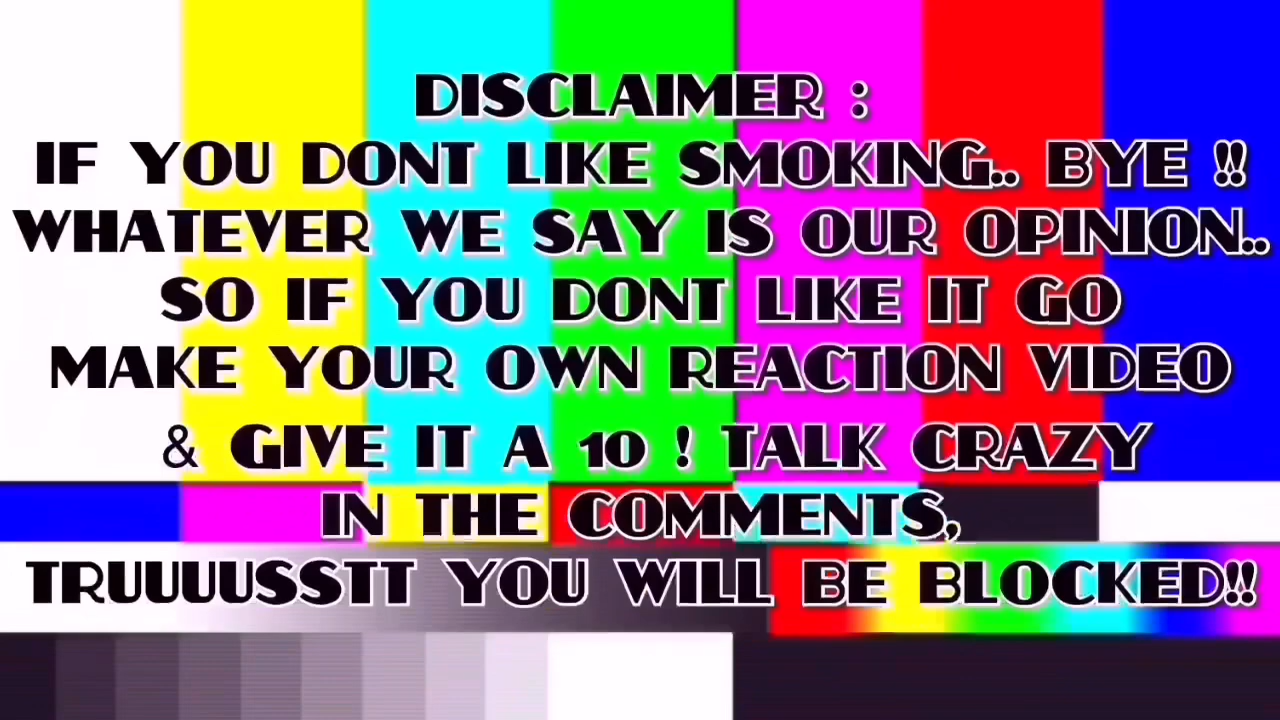 DISCLAIMER :
IF YOU DONT LIKE SMOKING.. BYE !!
WHATEVER WE SAY IS OUR OPINION..
SO IF YOU DONT LIKE IT GO
MAKE YOUR OWN REACTION VIDEO
& GIVE IT A 10 ! TALK CRAZY
IN THE COMMENTS,
TRUUUUSSTT YOU WILL BE BLOCKED!!